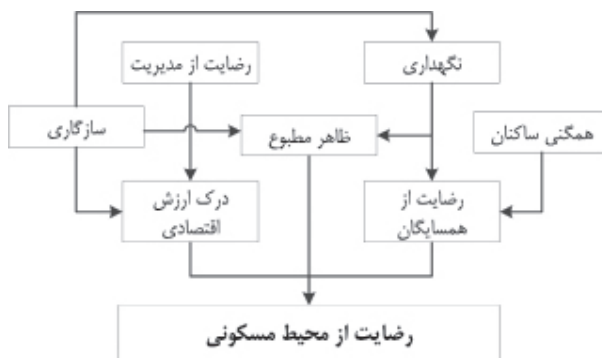 رضایت از مدیریت
نگهداری
سازگاری
ظاهر مطبوع
همگنی ساکنان
درک ارزش
اقتصادی
رضایت از
همسایگان
رضایت از محیط مسکونی